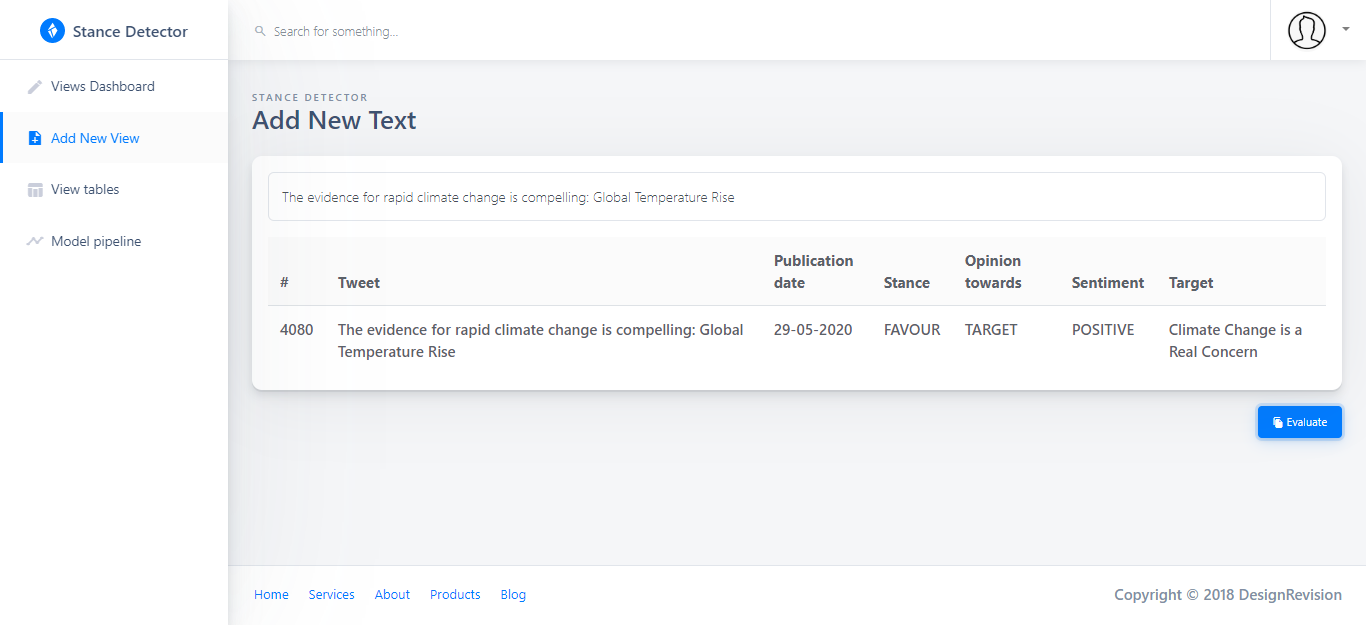 Stance Detector
Search for something...
Views Dashboard
Add New View
View tables
Model pipeline
STANCE DETECTOR
Add New Text
The evidence for rapid climate change is compelling: Global Temperature Rise
# Tweet Publication date Stance Opinion towards Sentiment Target
4080 The evidence for rapid climate change is compelling: Global Temperature Rise 29-05-2020 FAVOUR TARGET POSITIVE Climate Change is a Real Concern
Evaluate
Home Services About Products Blog
Copyright © 2018 DesignRevision